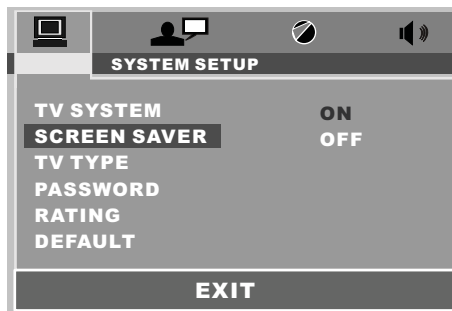 SYSTEM SETUP
TV SYSTEM ON
SCREEN SAVER OFF
TV TYPE
PASSWORD
RATING
DEFAULT
EXIT